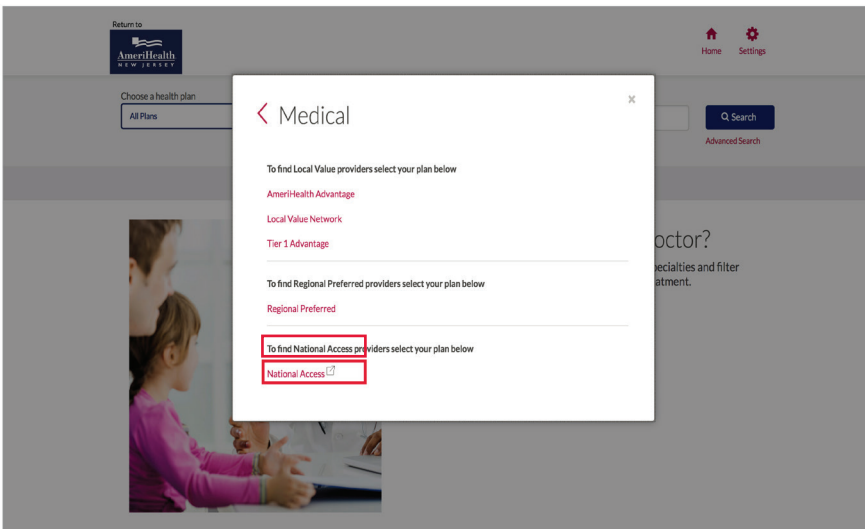 Return to
AmeriHealth
NEW JERSEY
Home Settings
Choose a health plan
All Plans
Search
Advanced Search
Medical
To find Local Value providers select your plan below
AmeriHealth Advantage
Local Value Network
Tier 1 Advantage
To find Regional Preferred providers select your plan below
Regional Preferred
To find National Access providers select your plan below
National Access
octor?
ecialties and filter
atment.